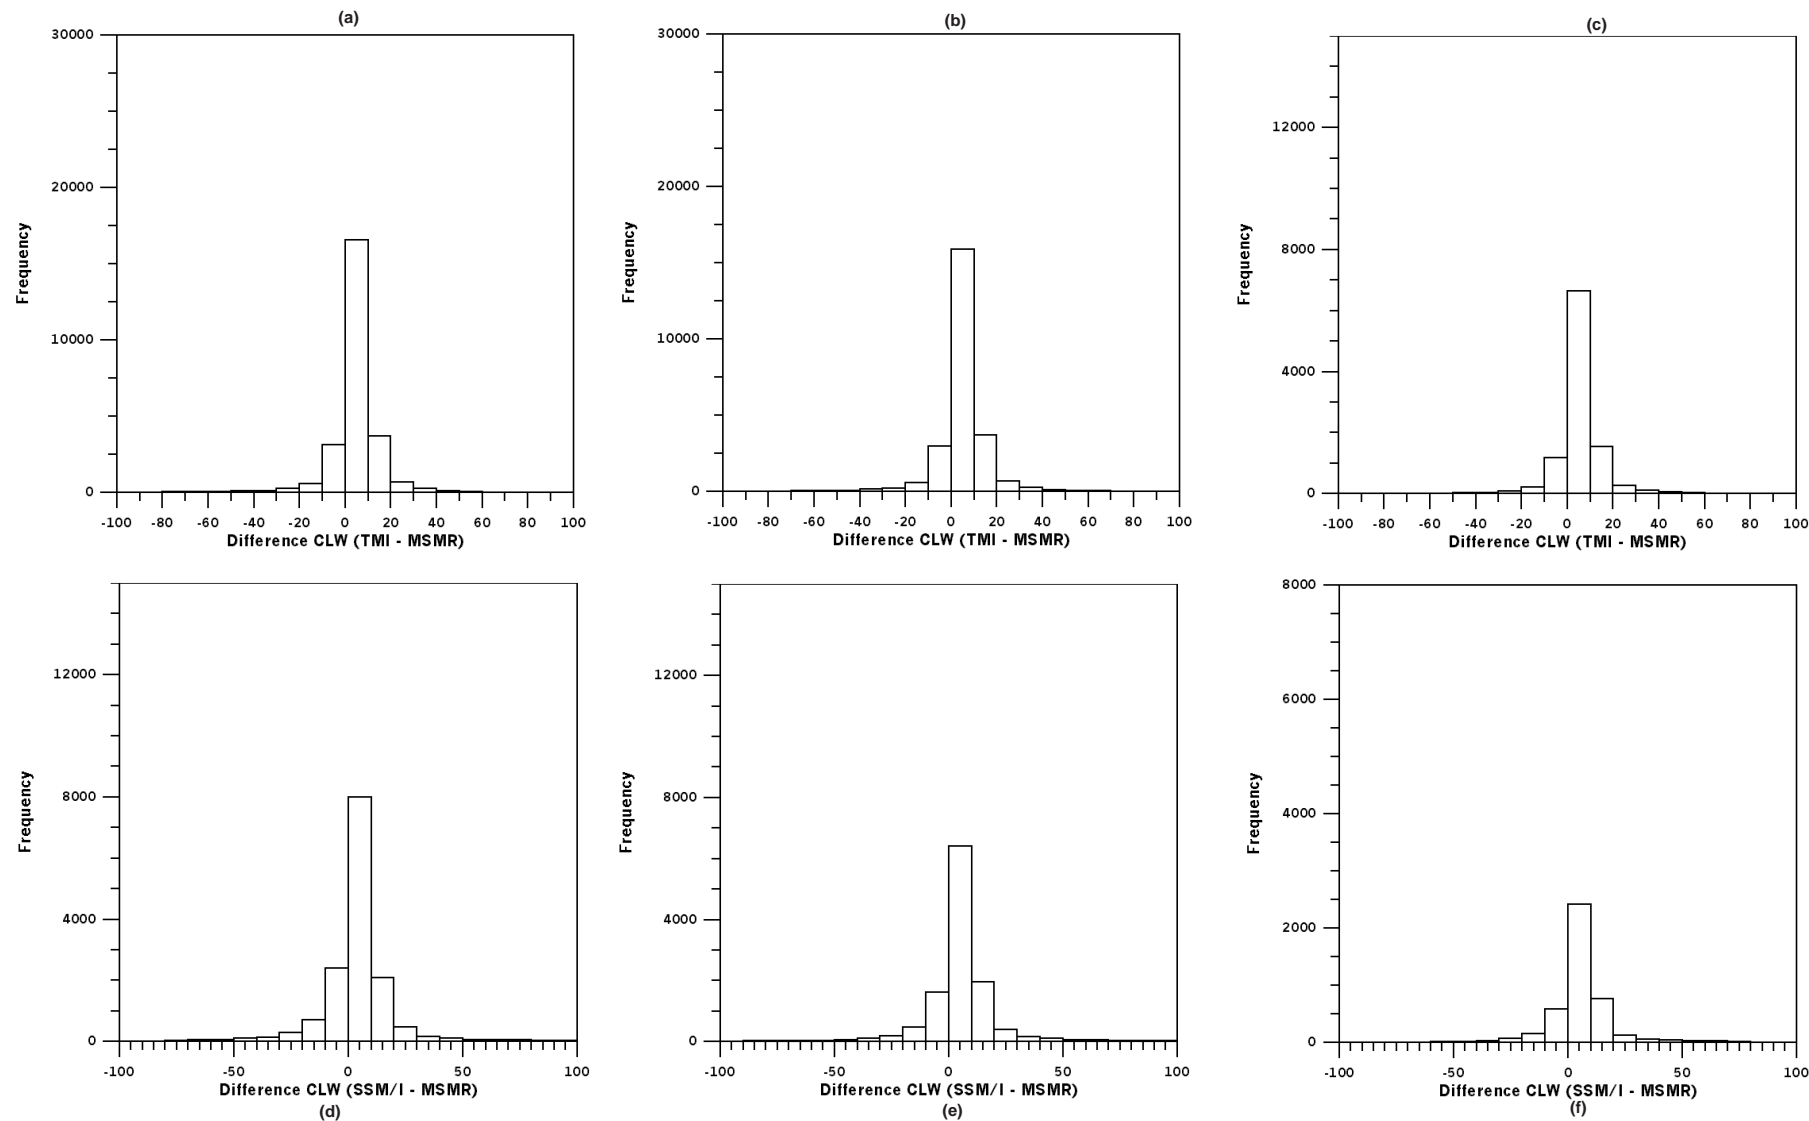 (a)
30000
20000
10000
0
Frequency
-100 -80 -60 -40 -20 0 20 40 60 80 100
Difference CLW (TMI - MSMR)
(b)
30000
20000
10000
0
Frequency
-100 -80 -60 -40 -20 0 20 40 60 80 100
Difference CLW (TMI - MSMR)
(c)
12000
8000
4000
0
Frequency
-100 -80 -60 -40 -20 0 20 40 60 80 100
Difference CLW (TMI - MSMR)
12000
8000
4000
0
Frequency
-100 -50 0 50 100
Difference CLW (SSM/I - MSMR)
(d)
12000
8000
4000
0
Frequency
-100 -50 0 50 100
Difference CLW (SSM/I - MSMR)
(e)
8000
6000
4000
2000
0
Frequency
-100 -50 0 50 100
Difference CLW (SSM/I - MSMR)
(f)